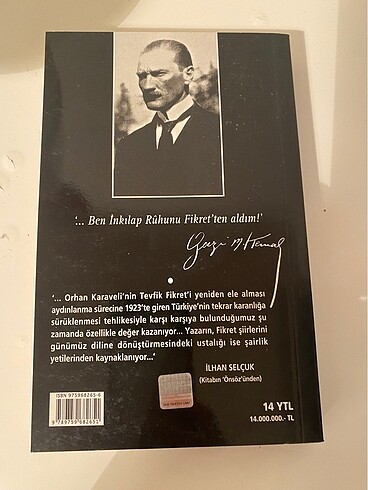 '... Ben İnkılap Rûhunu Fikret'ten aldım!'
Gazi M. Kemal
'... Orhan Karaveli'nin Tevfik Fikret'i yeniden ele alması
aydınlanma sürecine 1923'te giren Türkiye'nin tekrar karanlığa
sürüklenmesi tehlikesiyle karşı karşıya bulunduğumuz şu
zamanda özellikle değer kazanıyor... Yazarın, Fikret şiirlerini
günümüz diline dönüştürmesindeki ustalığı ise şairlik
yetilerinden kaynaklanıyor...'
İLHAN SELÇUK
(Kitabın 'Önsöz'ünden)
ISBN 975968265-6
9 789759 682651
14 YTL
14.000.000.- TL